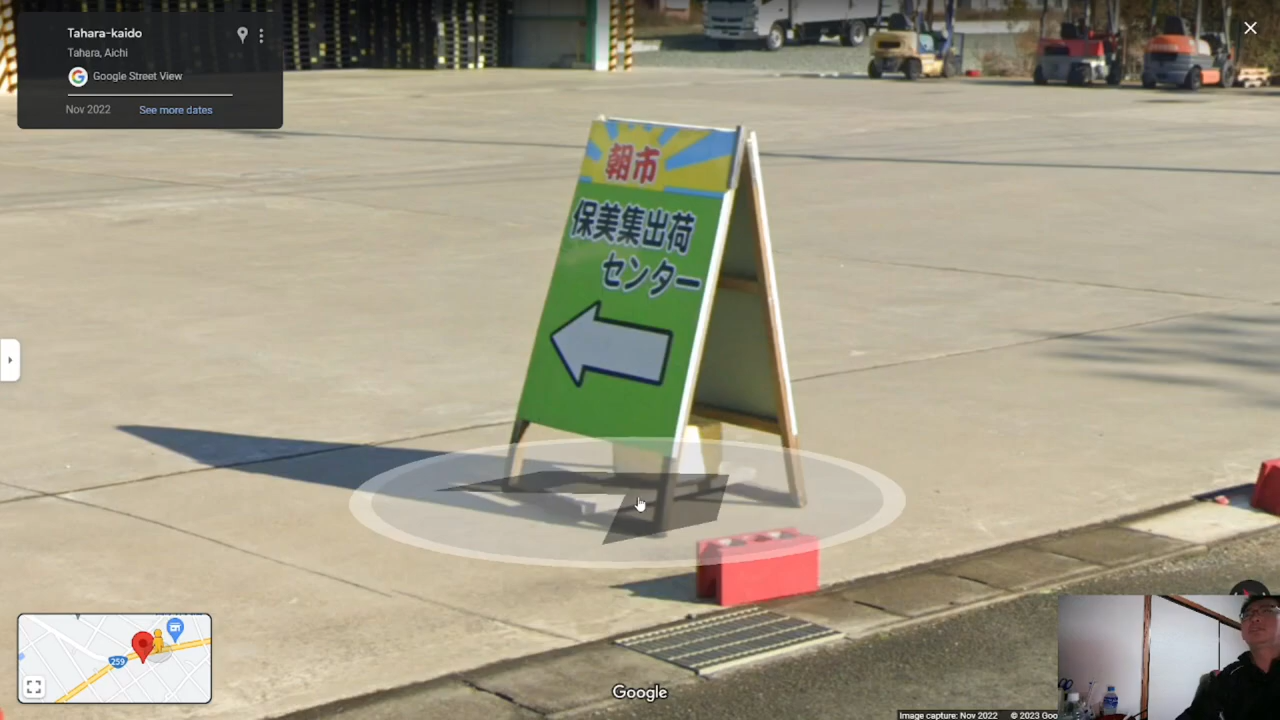 Tahara-kaido
Tahara, Aichi
Google Street View
Nov 2022 See more dates
朝市
保美集出荷
センター
259
Google
Image capture: Nov 2022 © 2023 Goo